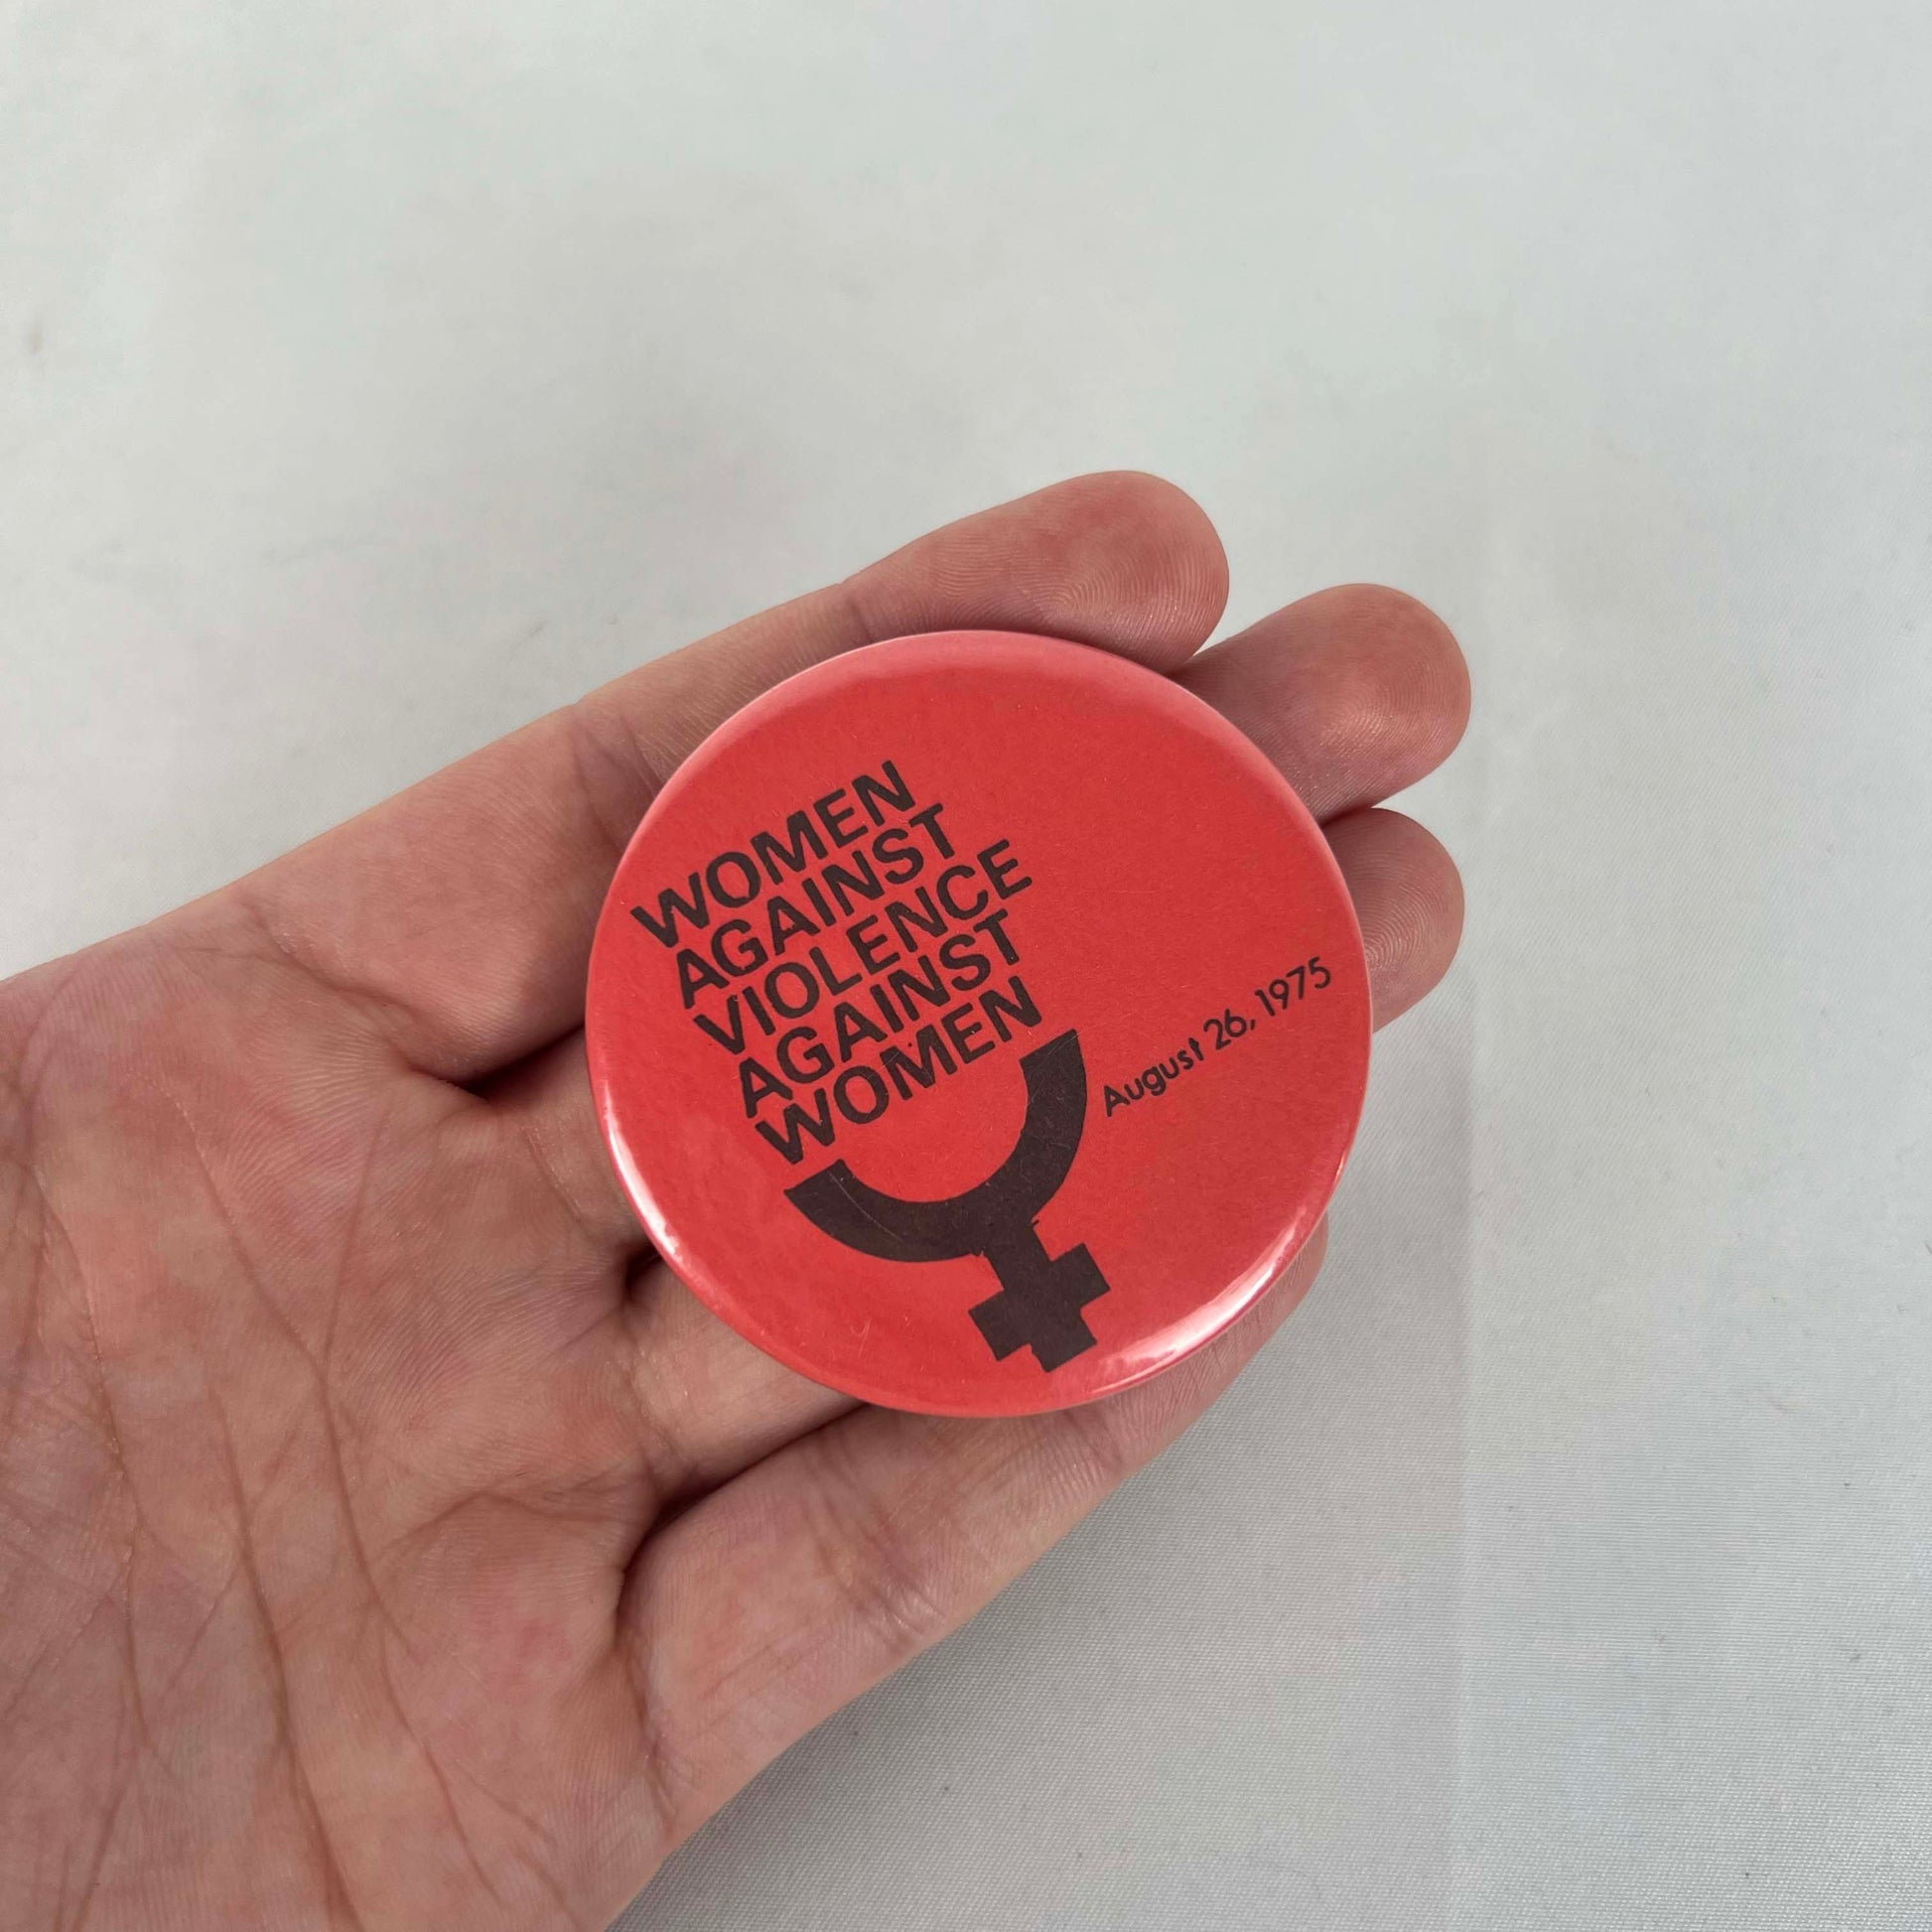 WOMEN
AGAINST
VIOLENCE
AGAINST
WOMEN
August 26, 1975